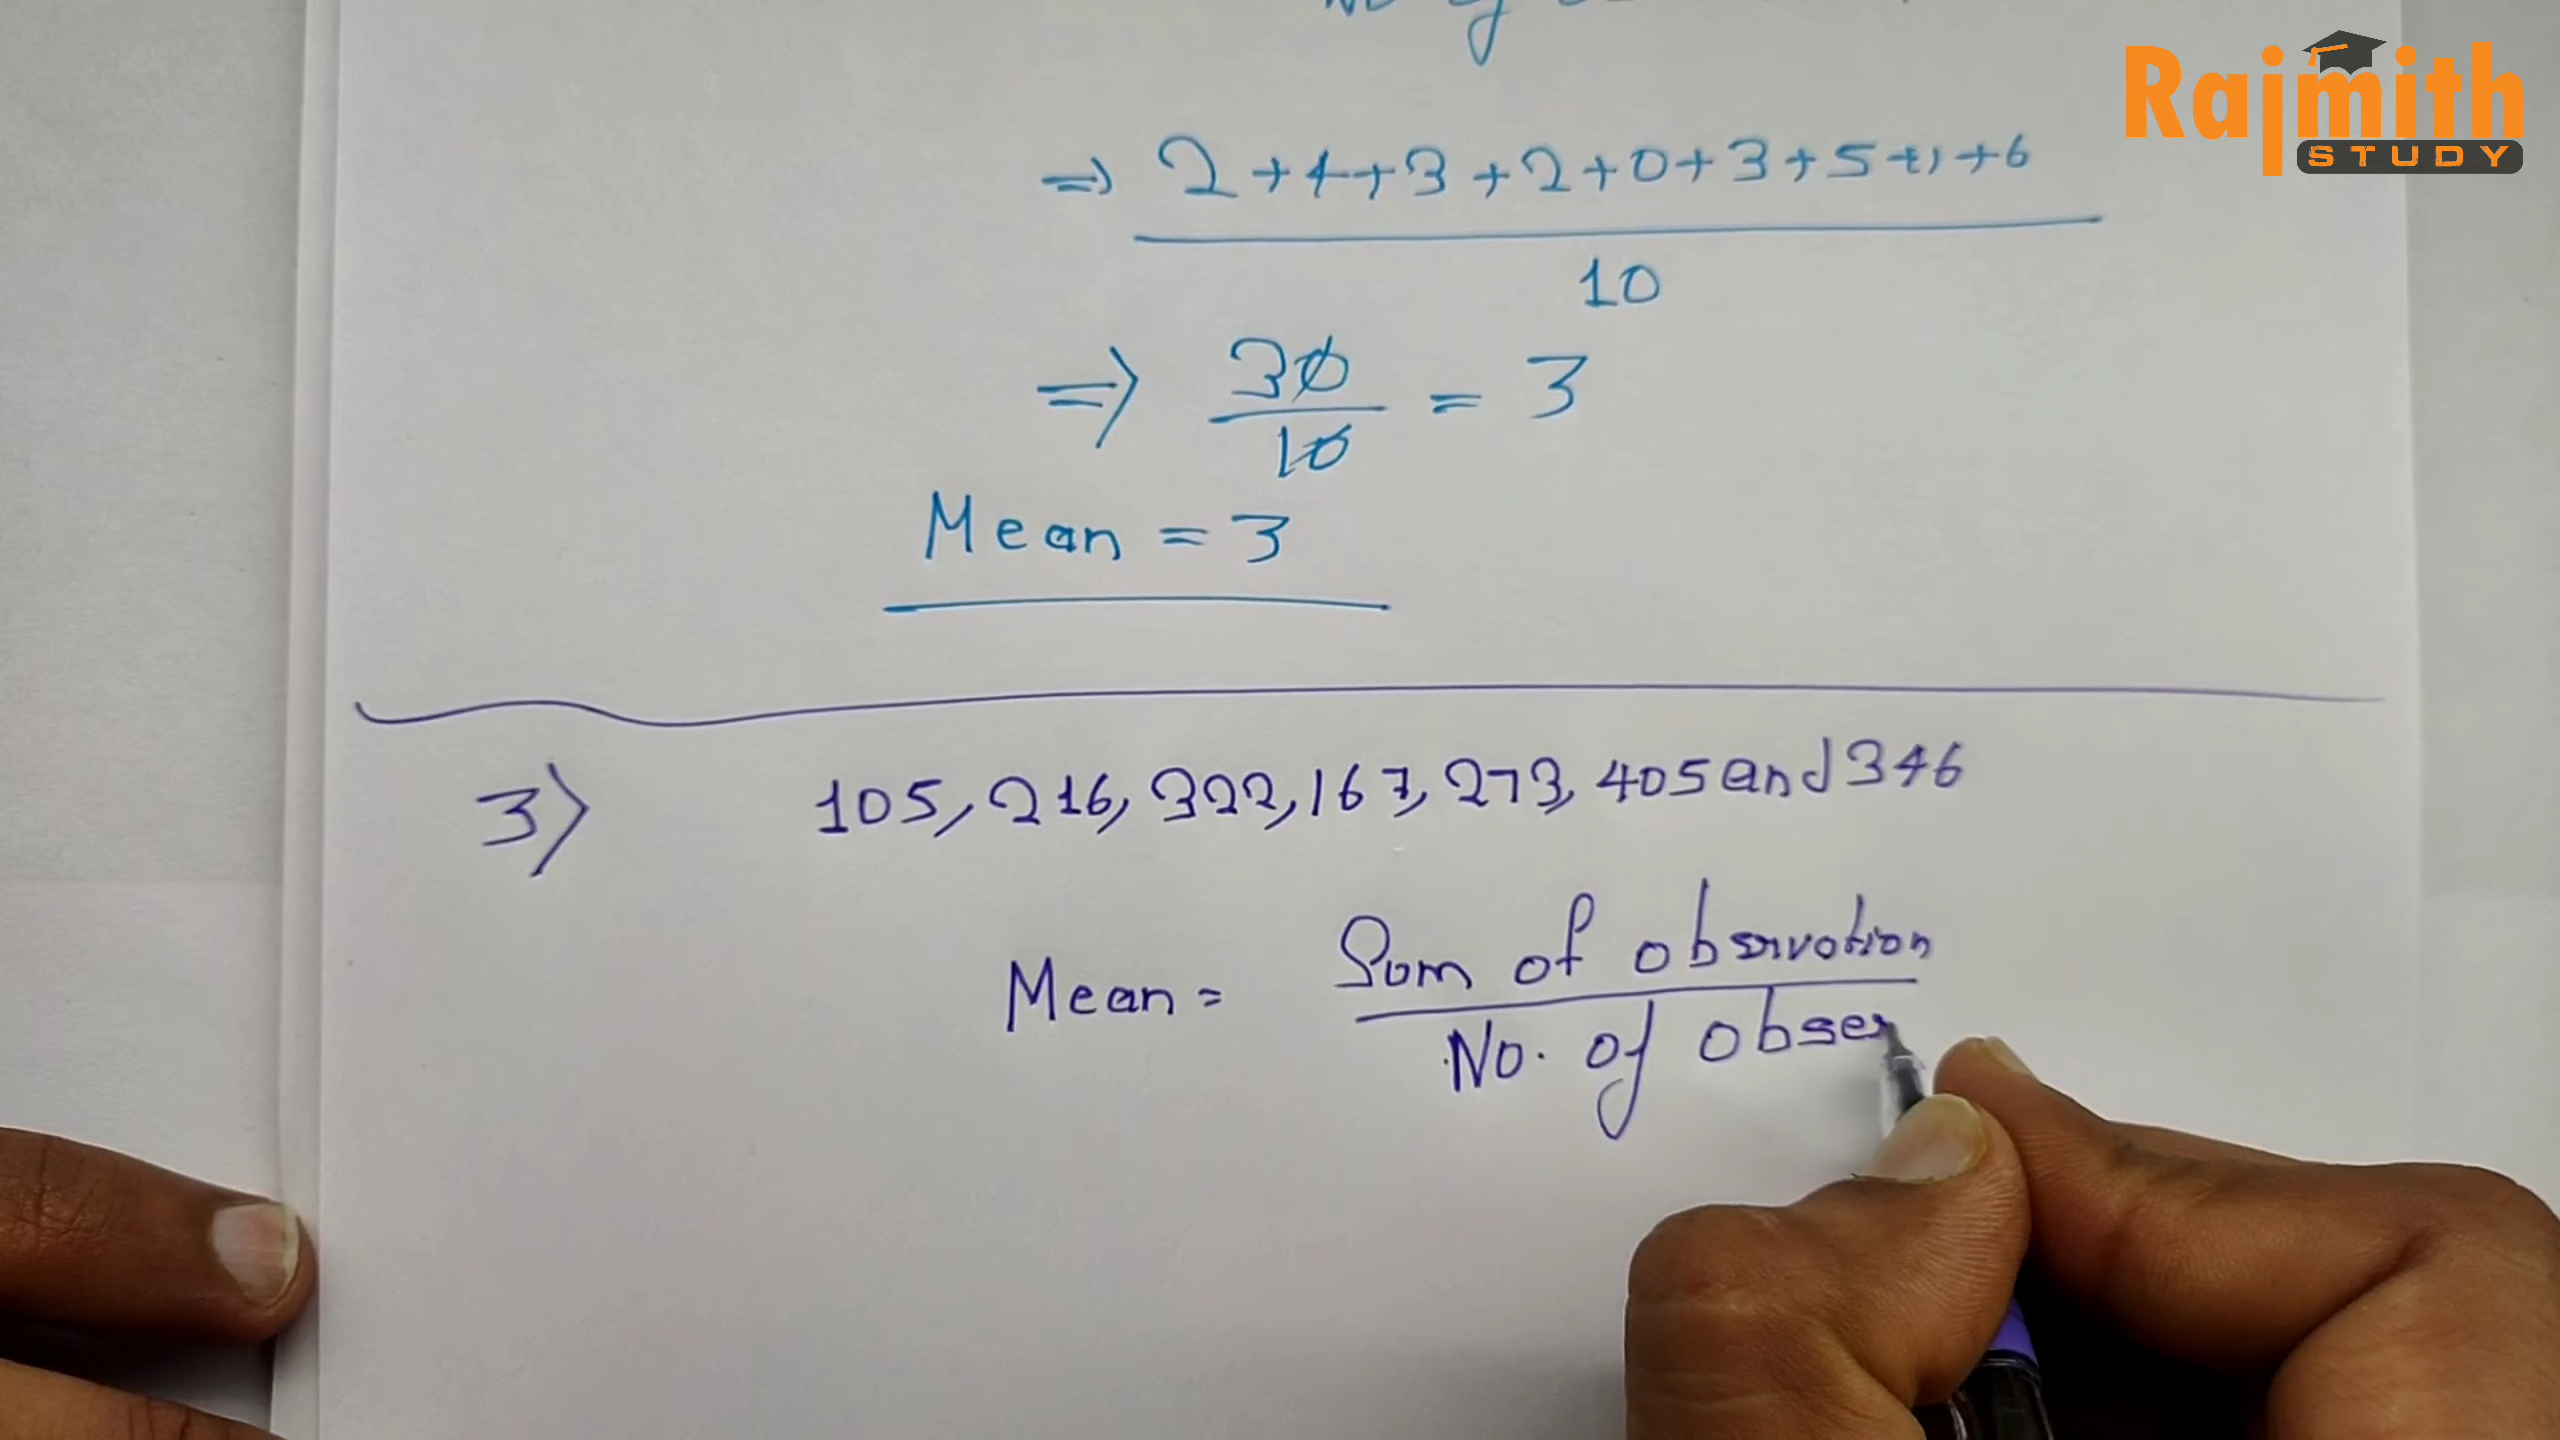 Rajmith
STUDY
=> 2+4+3+2+0+3+5+1+6
10
=> 30
10
= 3
Mean = 3
3) 105, 216, 322, 167, 273, 405 and 346
Mean = Sum of observation
No. of obser